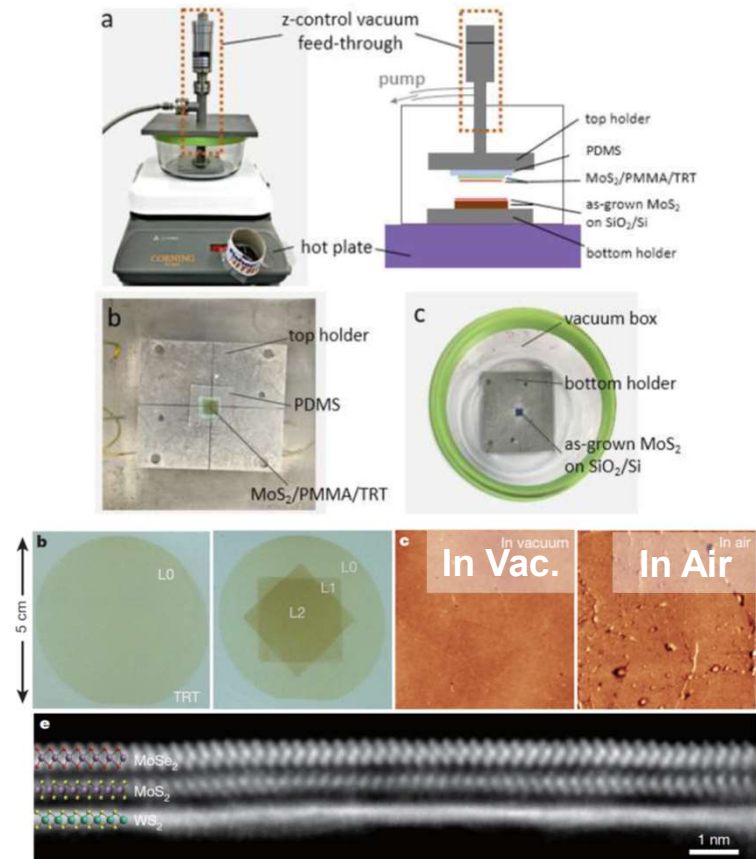 a
z-control vacuum
feed-through
pump
top holder
PDMS
MoS₂/PMMA/TRT
as-grown MoS₂
on SiO₂/Si
bottom holder
hot plate
CORNING
b
top holder
PDMS
MoS₂/PMMA/TRT
c
vacuum box
bottom holder
as-grown MoS₂
on SiO₂/Si
b
5 cm
L0
TRT
L0
L1
L2
c
In vacuum
In Vac.
In air
In Air
e
MoSe₂
MoS₂
WS₂
1 nm